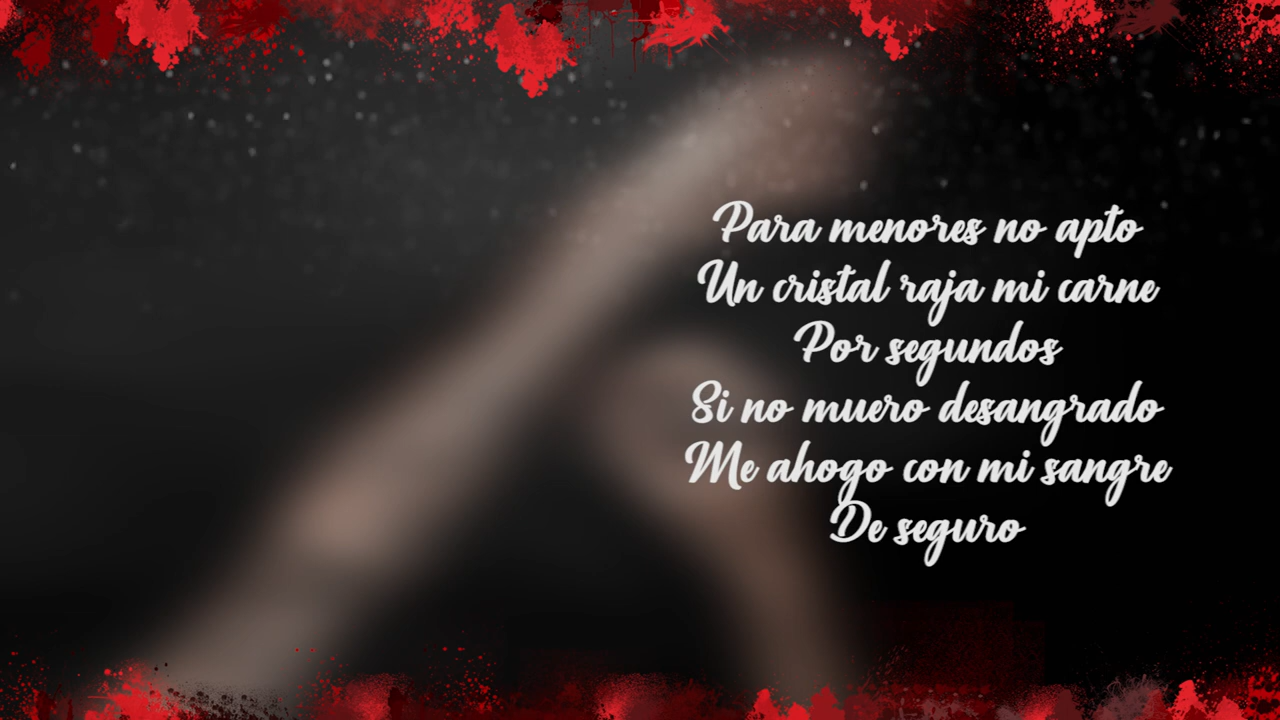 Para menores no apto
Un cristal raja mi carne
Por segundos
Si no muero desangrado
Me ahogo con mi sangre
De seguro